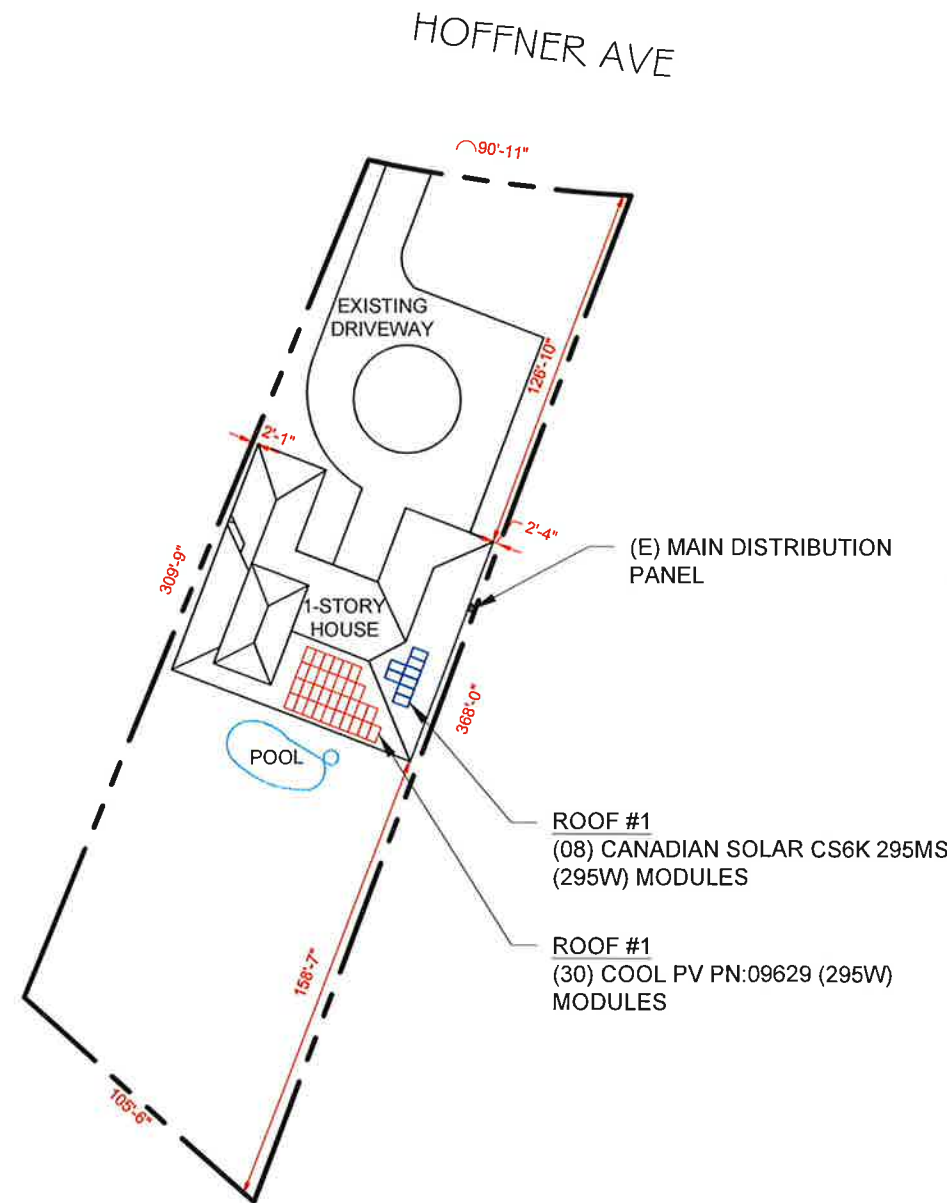 HOFFNER AVE
90'-11"
EXISTING
DRIVEWAY
126'-10"
2'-1"
2'-4"
(E) MAIN DISTRIBUTION
PANEL
309'-9"
1-STORY
HOUSE
368'-0"
POOL
ROOF #1
(08) CANADIAN SOLAR CS6K 295MS
(295W) MODULES
ROOF #1
(30) COOL PV PN:09629 (295W)
MODULES
158'-7"
105'-6"